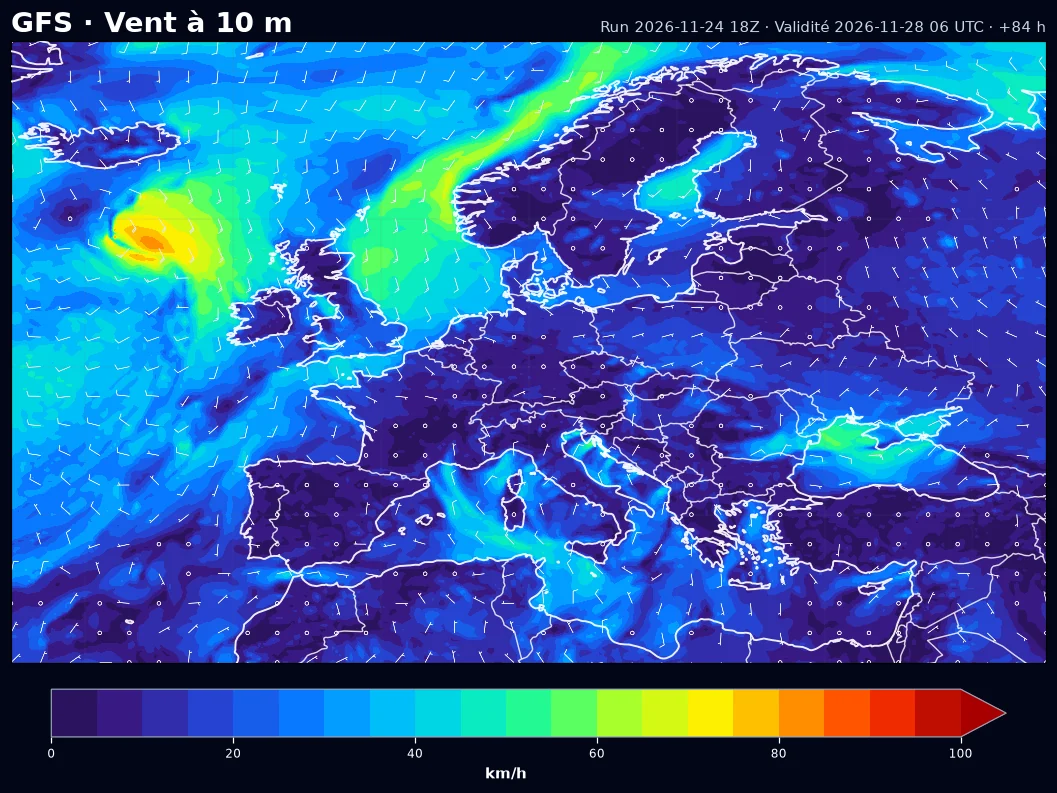 GFS · Vent à 10 m
Run 2026-11-24 18Z · Validité 2026-11-28 06 UTC · +84 h
0 20 40 60 80 100
km/h